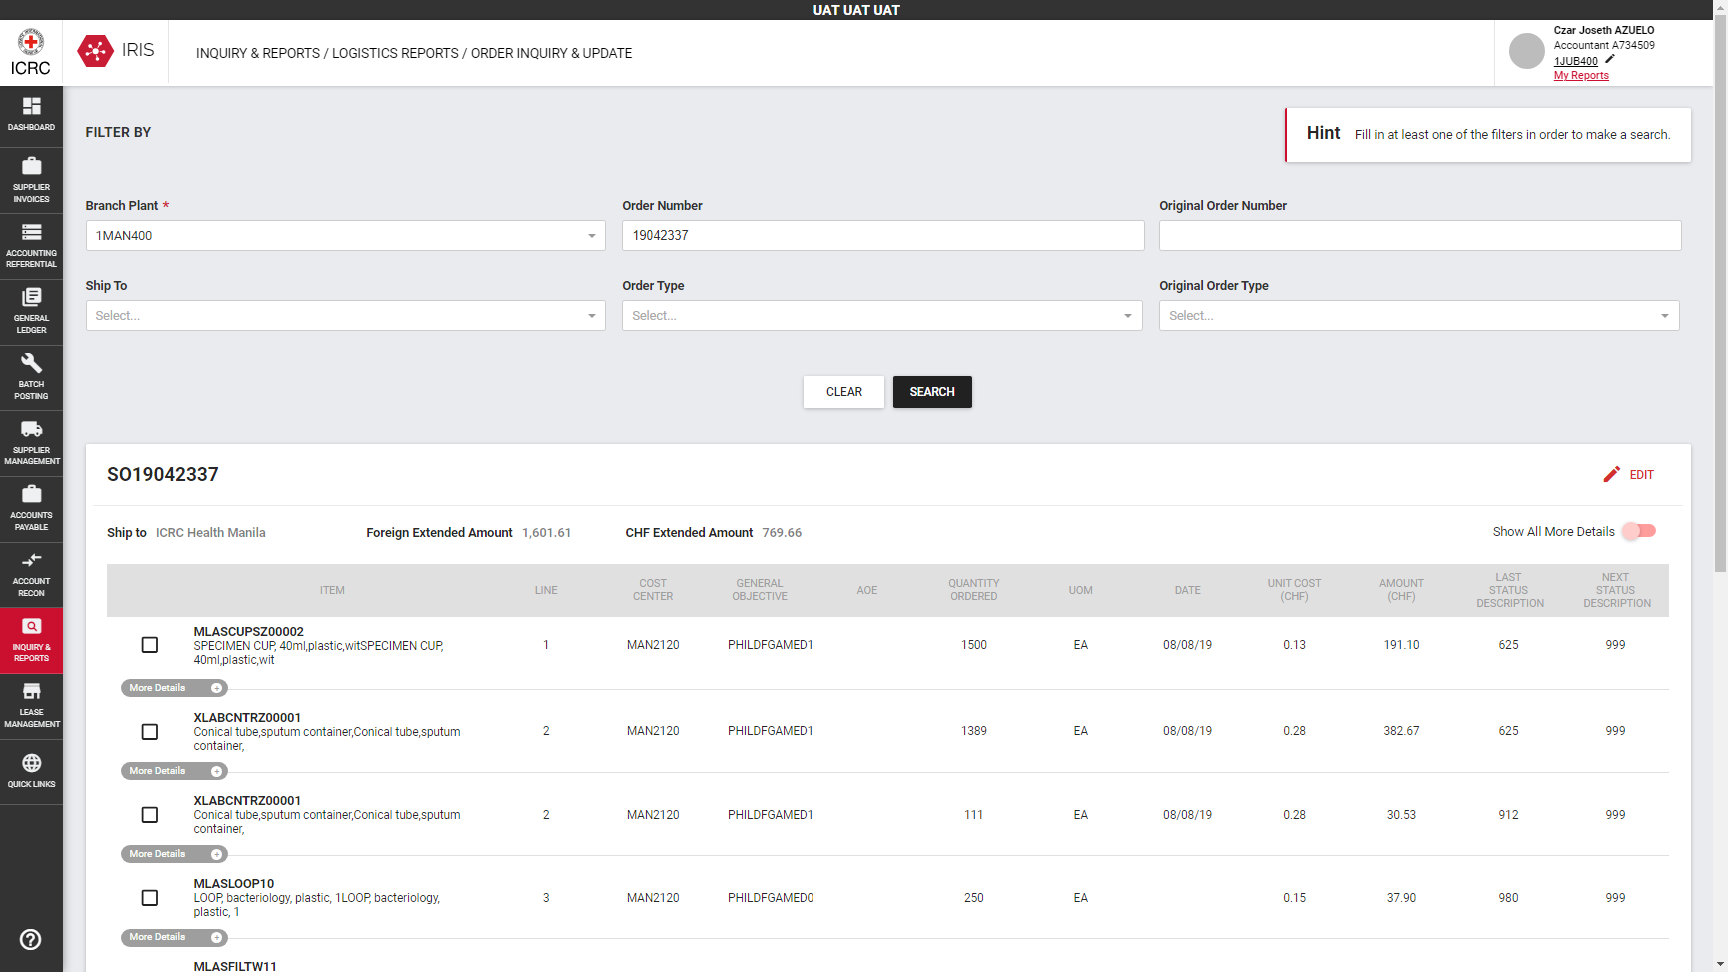 UAT UAT UAT
ICRC
IRIS
INQUIRY & REPORTS / LOGISTICS REPORTS / ORDER INQUIRY & UPDATE
Czar Joseth AZUELO
Accountant A734509
1JUB400
My Reports
DASHBOARD
SUPPLIER
INVOICES
ACCOUNTING
REFERENTIAL
GENERAL
LEDGER
BATCH
POSTING
SUPPLIER
MANAGEMENT
ACCOUNTS
PAYABLE
ACCOUNT
RECON
INQUIRY &
REPORTS
LEASE
MANAGEMENT
QUICK LINKS
FILTER BY
Hint Fill in at least one of the filters in order to make a search.
Branch Plant * Order Number Original Order Number
1MAN400 19042337
Ship To Order Type Original Order Type
Select... Select... Select...
CLEAR SEARCH
SO19042337 EDIT
Ship to ICRC Health Manila Foreign Extended Amount 1,601.61 CHF Extended Amount 769.66 Show All More Details
ITEM LINE COST CENTER GENERAL OBJECTIVE AOE QUANTITY ORDERED UOM DATE UNIT COST (CHF) AMOUNT (CHF) LAST STATUS DESCRIPTION NEXT STATUS DESCRIPTION
MLASCUPSZ00002
SPECIMEN CUP, 40ml,plastic,witSPECIMEN CUP, 1 MAN2120 PHILDFGAMED1 1500 EA 08/08/19 0.13 191.10 625 999
40ml,plastic,wit
More Details
XLABCNTRZ00001
Conical tube,sputum container,Conical tube,sputum 2 MAN2120 PHILDFGAMED1 1389 EA 08/08/19 0.28 382.67 625 999
container,
More Details
XLABCNTRZ00001
Conical tube,sputum container,Conical tube,sputum 2 MAN2120 PHILDFGAMED1 111 EA 08/08/19 0.28 30.53 912 999
container,
More Details
MLASLOOP10
LOOP, bacteriology, plastic, 1LOOP, bacteriology, 3 MAN2120 PHILDFGAMED0 250 EA 0.15 37.90 980 999
plastic, 1
More Details
MLASFILTW11